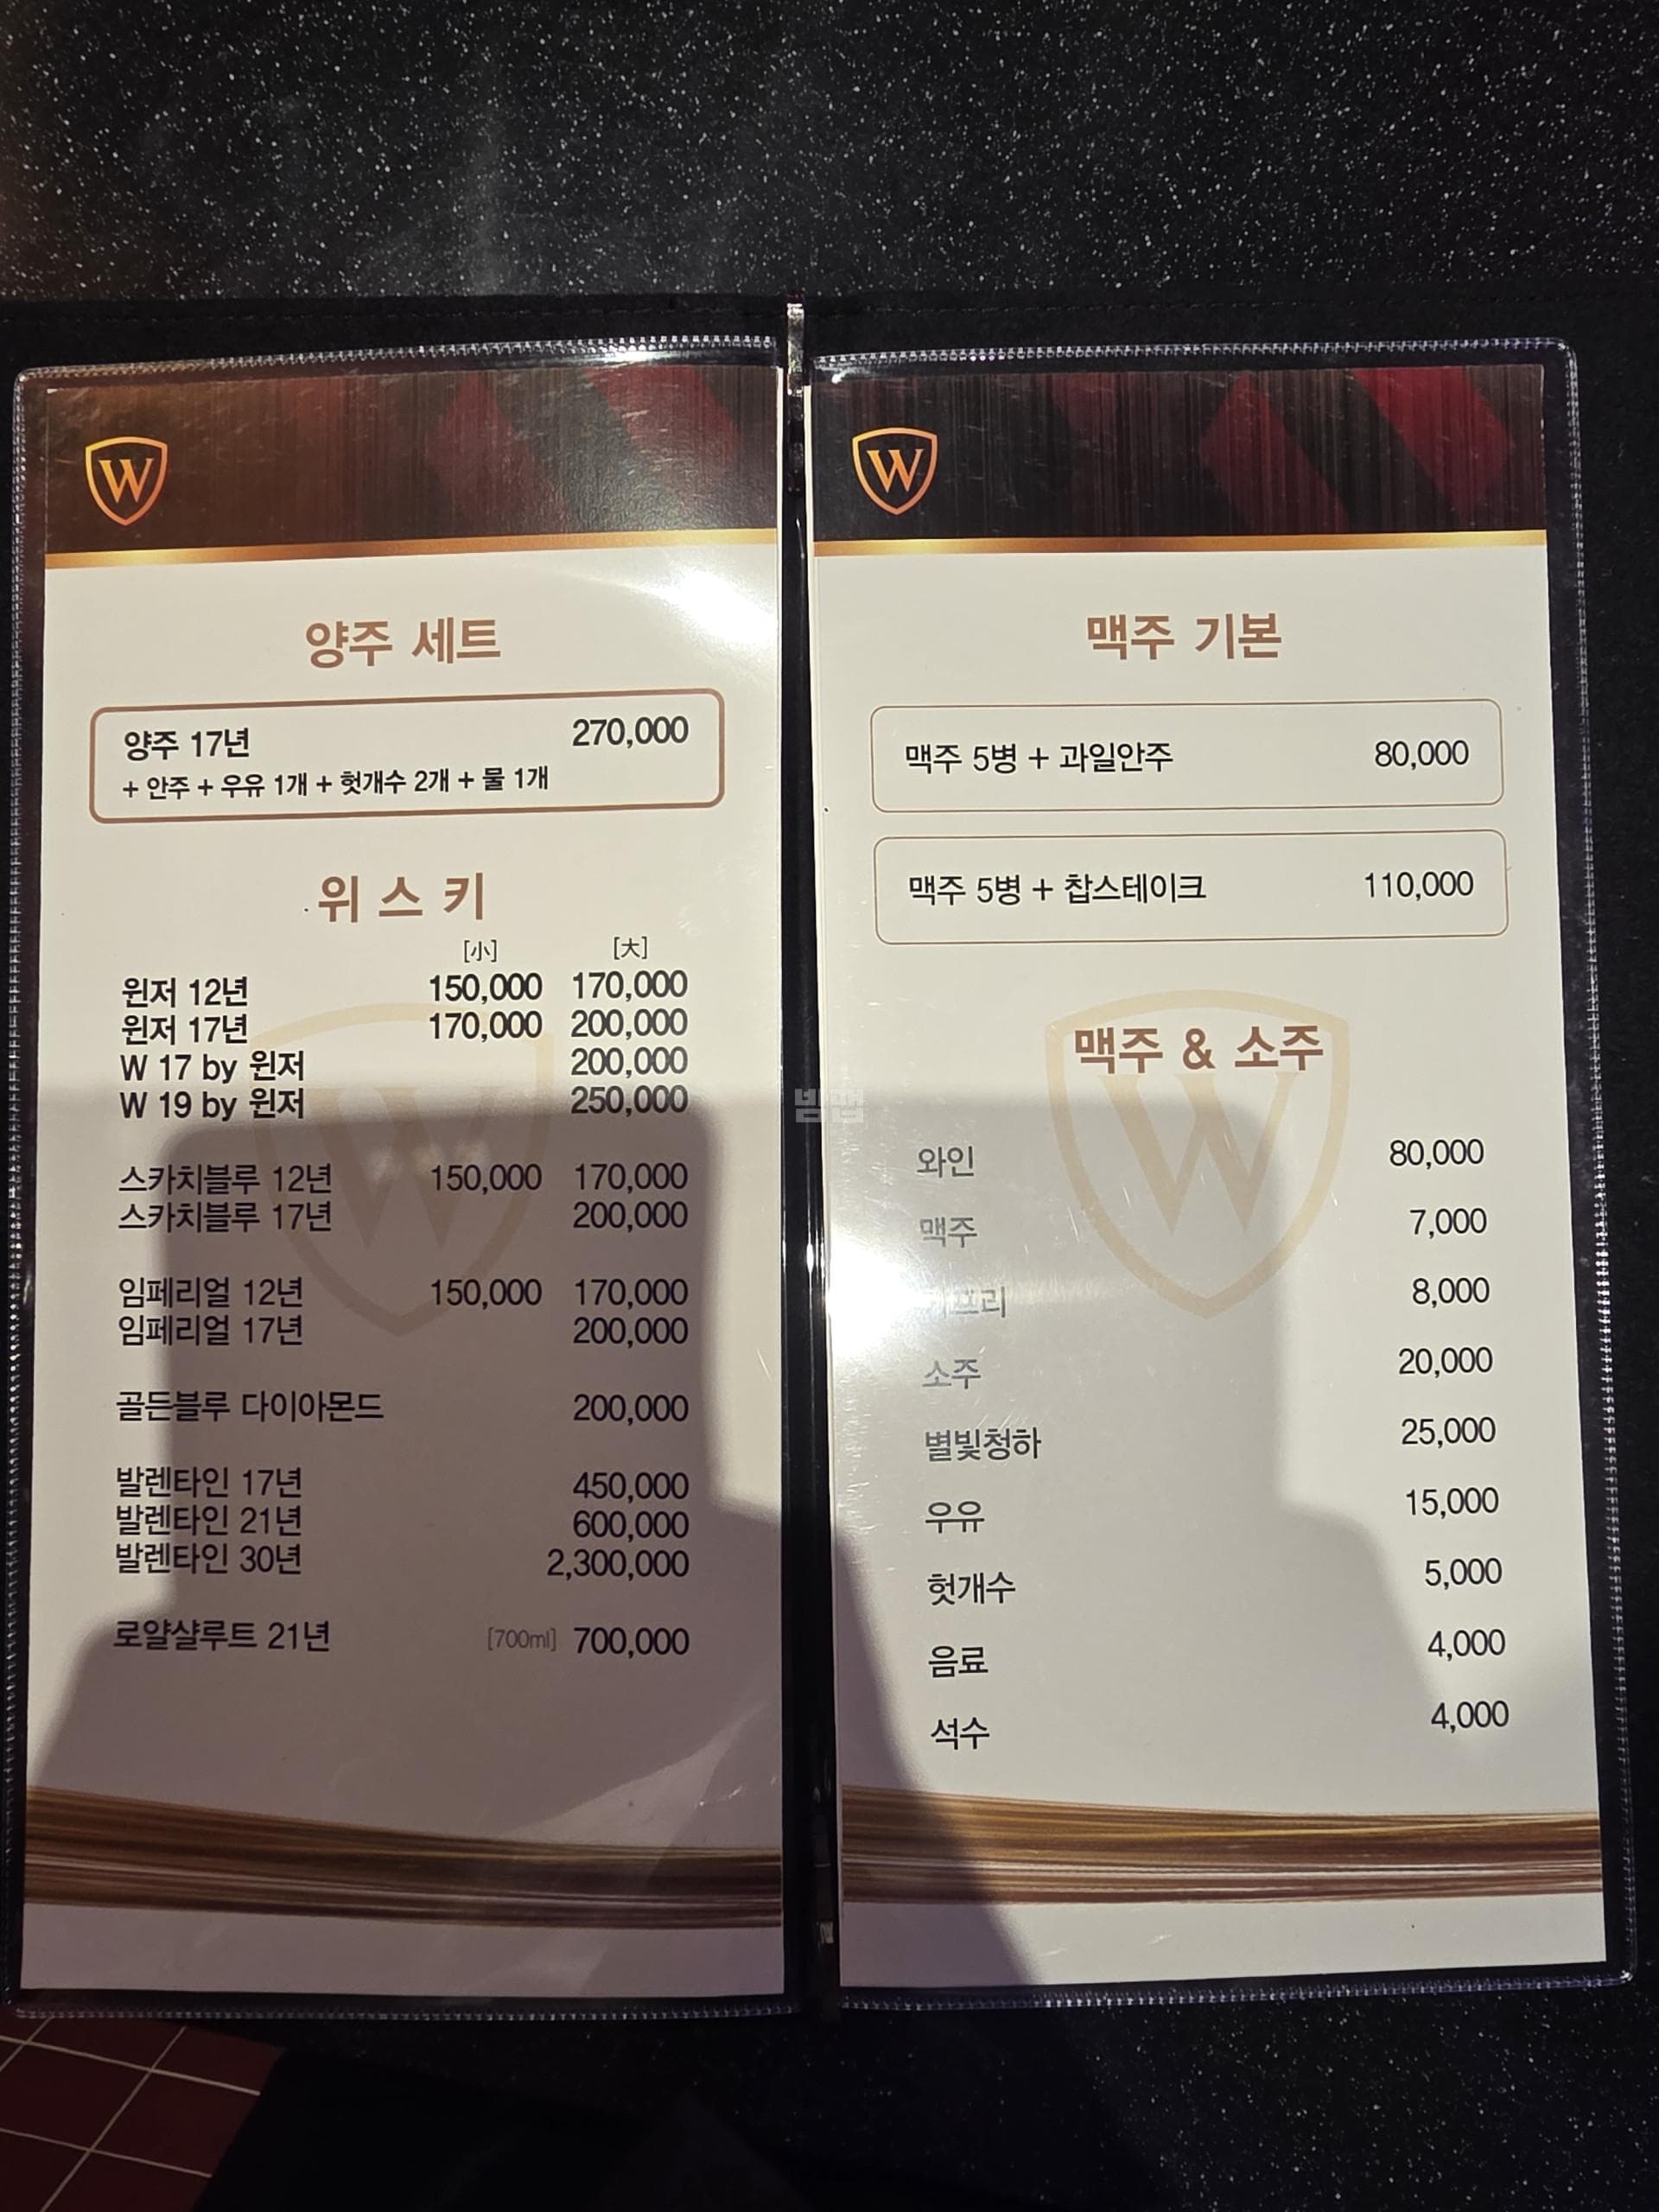 W
양주 세트
양주 17년 270,000
+ 안주 + 우유 1개 + 헛개수 2개 + 물 1개
위 스 키
[小] [大]
윈저 12년 150,000 170,000
윈저 17년 170,000 200,000
W 17 by 윈저 200,000
W 19 by 윈저 250,000
스카치블루 12년 150,000 170,000
스카치블루 17년 200,000
임페리얼 12년 150,000 170,000
임페리얼 17년 200,000
골든블루 다이아몬드 200,000
발렌타인 17년 450,000
발렌타인 21년 600,000
발렌타인 30년 2,300,000
로얄샬루트 21년 [700ml] 700,000
W
맥주 기본
맥주 5병 + 과일안주 80,000
맥주 5병 + 찹스테이크 110,000
맥주 & 소주
와인 80,000
맥주 7,000
8,000
소주 20,000
별빛청하 25,000
우유 15,000
헛개수 5,000
음료 4,000
석수 4,000
밤맵